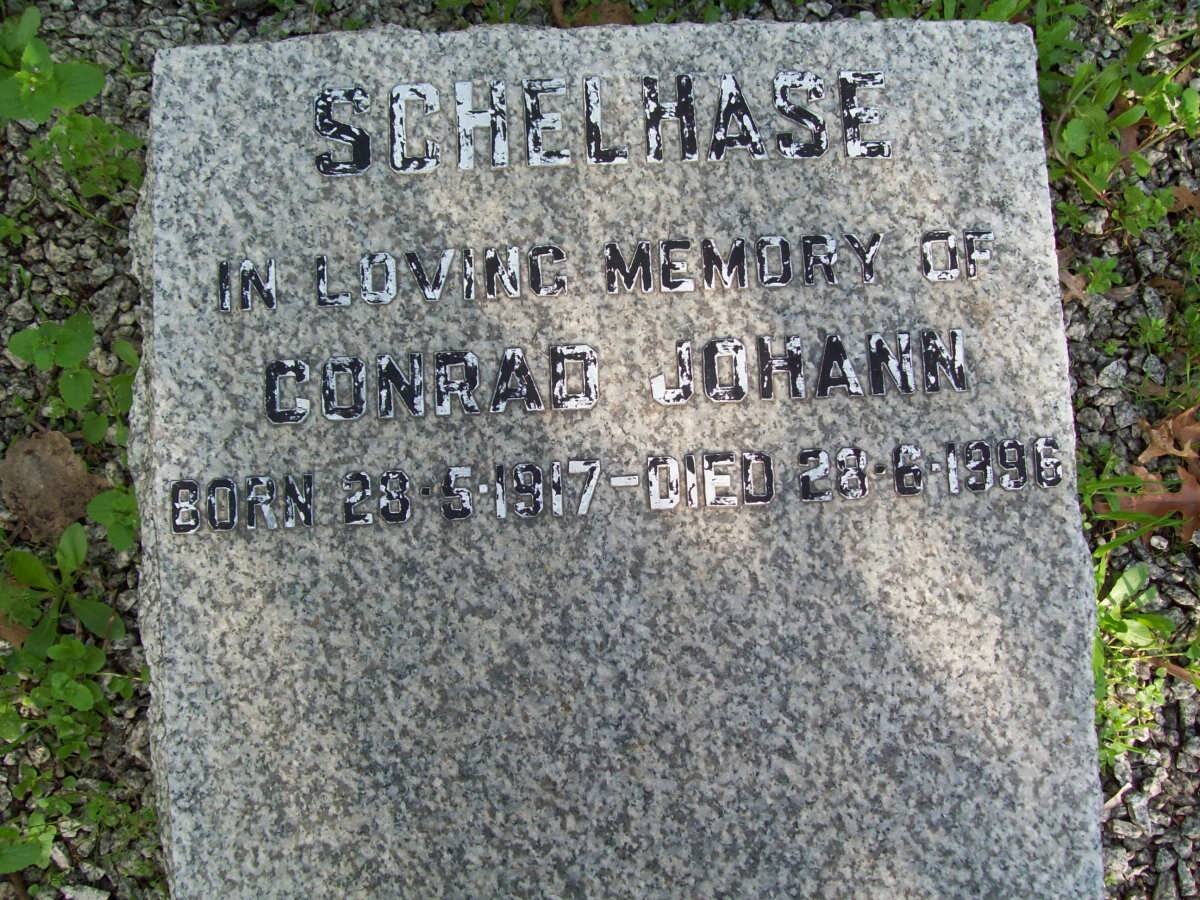 SCHELHASE
IN LOVING MEMORY OF
CONRAD JOHANN
BORN 28·5·1917–DIED 28·6·1996